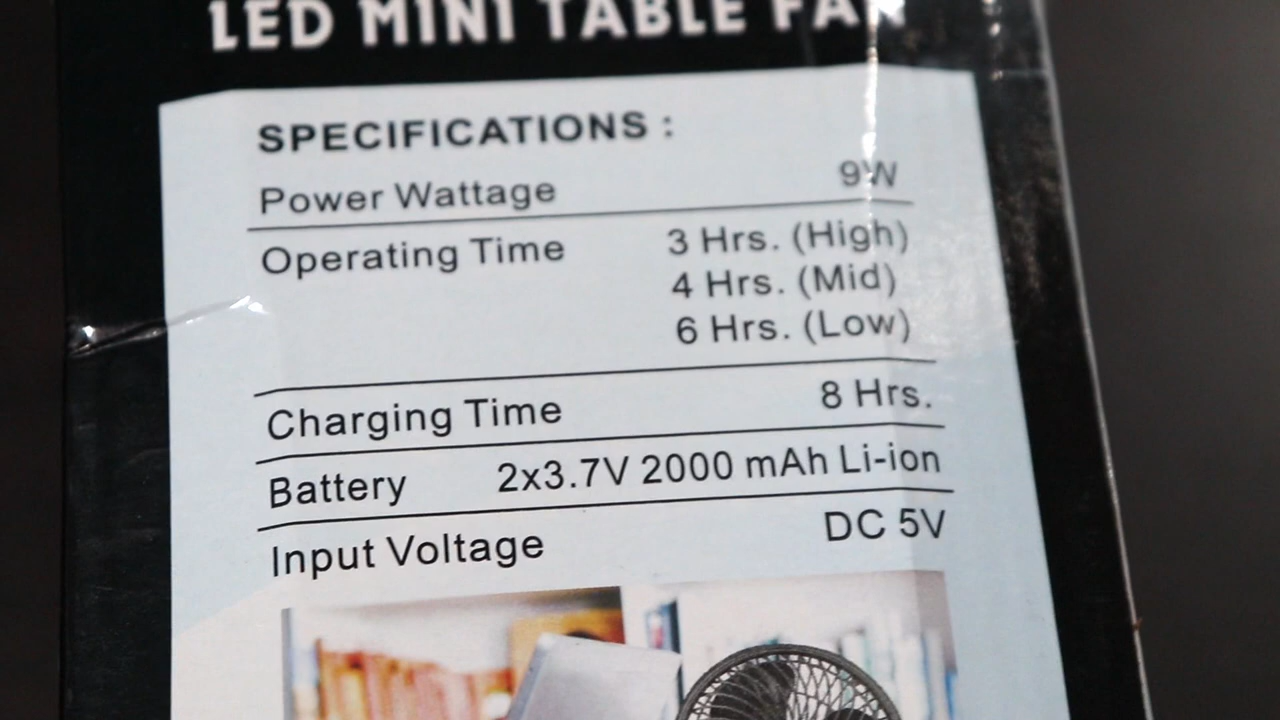 LED MINI TABLE FAN
SPECIFICATIONS :
Power Wattage 9W
Operating Time 3 Hrs. (High)
4 Hrs. (Mid)
6 Hrs. (Low)
Charging Time 8 Hrs.
Battery 2x3.7V 2000 mAh Li-ion
Input Voltage DC 5V